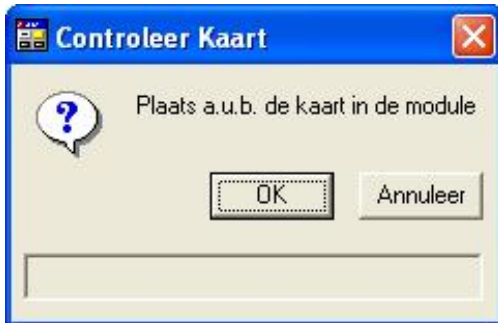 Controleer Kaart
Plaats a.u.b. de kaart in de module
OK
Annuleer